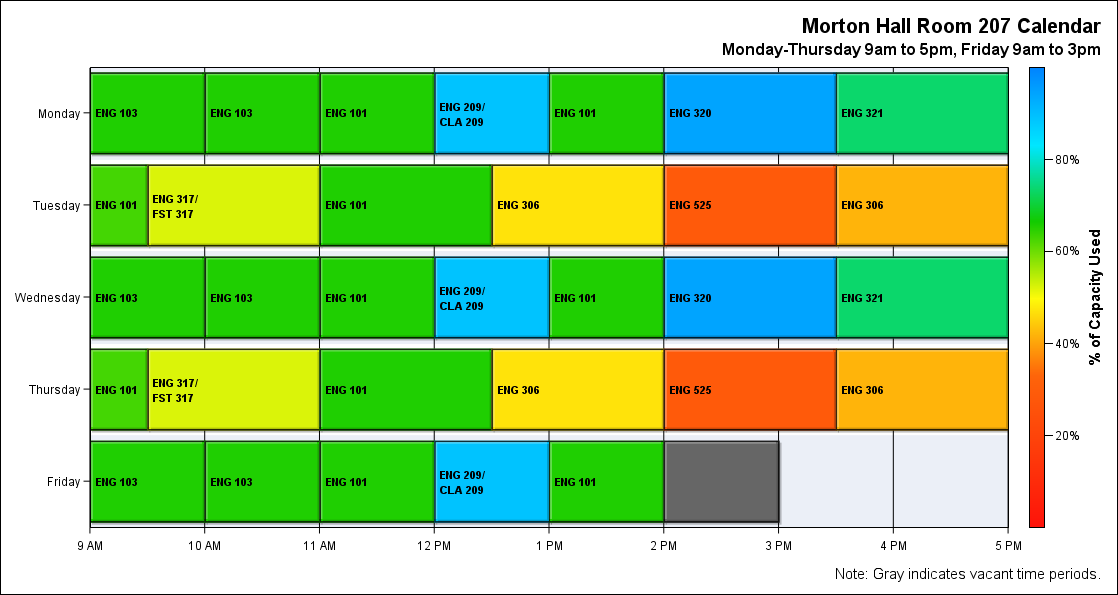 Morton Hall Room 207 Calendar
Monday-Thursday 9am to 5pm, Friday 9am to 3pm
Monday
ENG 103
ENG 103
ENG 101
ENG 209/
CLA 209
ENG 101
ENG 320
ENG 321
Tuesday
ENG 101
ENG 317/
FST 317
ENG 101
ENG 306
ENG 525
ENG 306
Wednesday
ENG 103
ENG 103
ENG 101
ENG 209/
CLA 209
ENG 101
ENG 320
ENG 321
Thursday
ENG 101
ENG 317/
FST 317
ENG 101
ENG 306
ENG 525
ENG 306
Friday
ENG 103
ENG 103
ENG 101
ENG 209/
CLA 209
ENG 101
9 AM
10 AM
11 AM
12 PM
1 PM
2 PM
3 PM
4 PM
5 PM
80%
60%
40%
20%
% of Capacity Used
Note: Gray indicates vacant time periods.